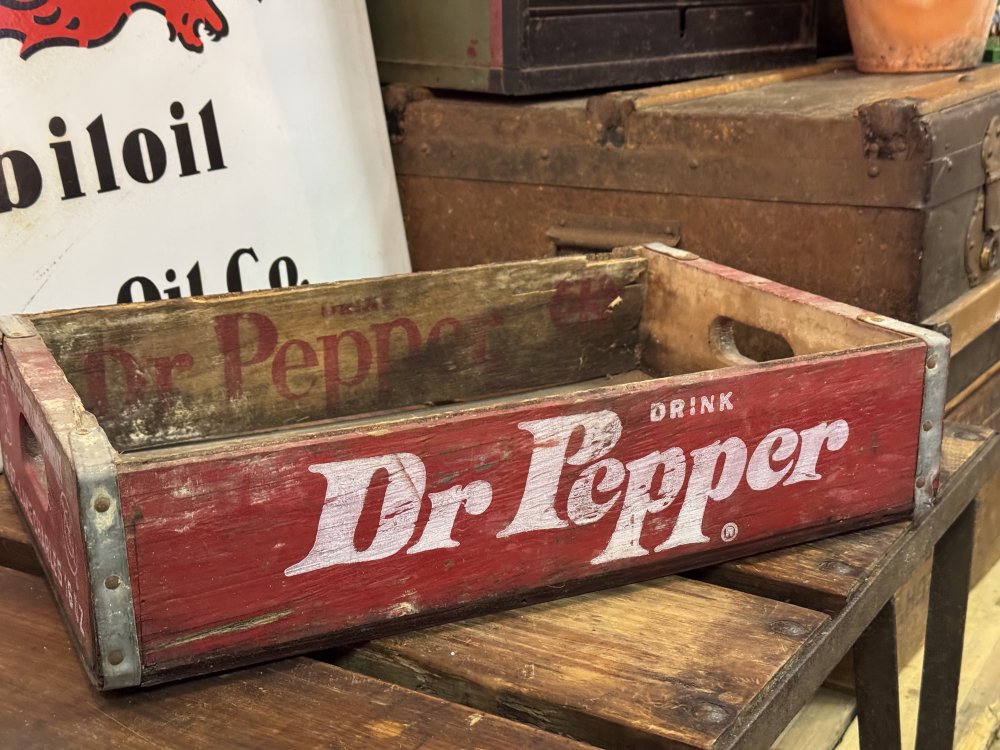 biloil
Oil Co.
DRINK
Dr Pepper
DRINK
Dr Pepper
®